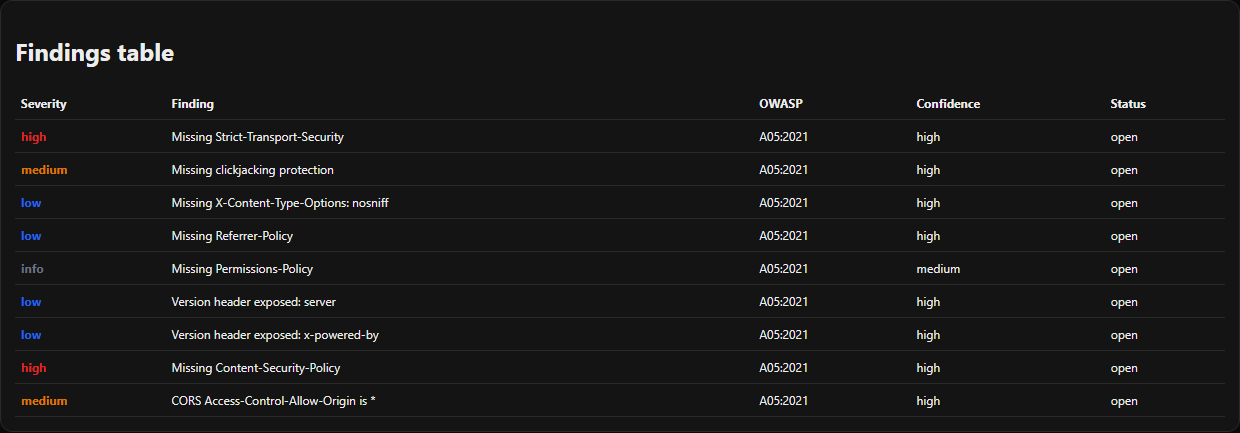 Findings table
Severity Finding OWASP Confidence Status
high Missing Strict-Transport-Security A05:2021 high open
medium Missing clickjacking protection A05:2021 high open
low Missing X-Content-Type-Options: nosniff A05:2021 high open
low Missing Referrer-Policy A05:2021 high open
info Missing Permissions-Policy A05:2021 medium open
low Version header exposed: server A05:2021 high open
low Version header exposed: x-powered-by A05:2021 high open
high Missing Content-Security-Policy A05:2021 high open
medium CORS Access-Control-Allow-Origin is * A05:2021 high open